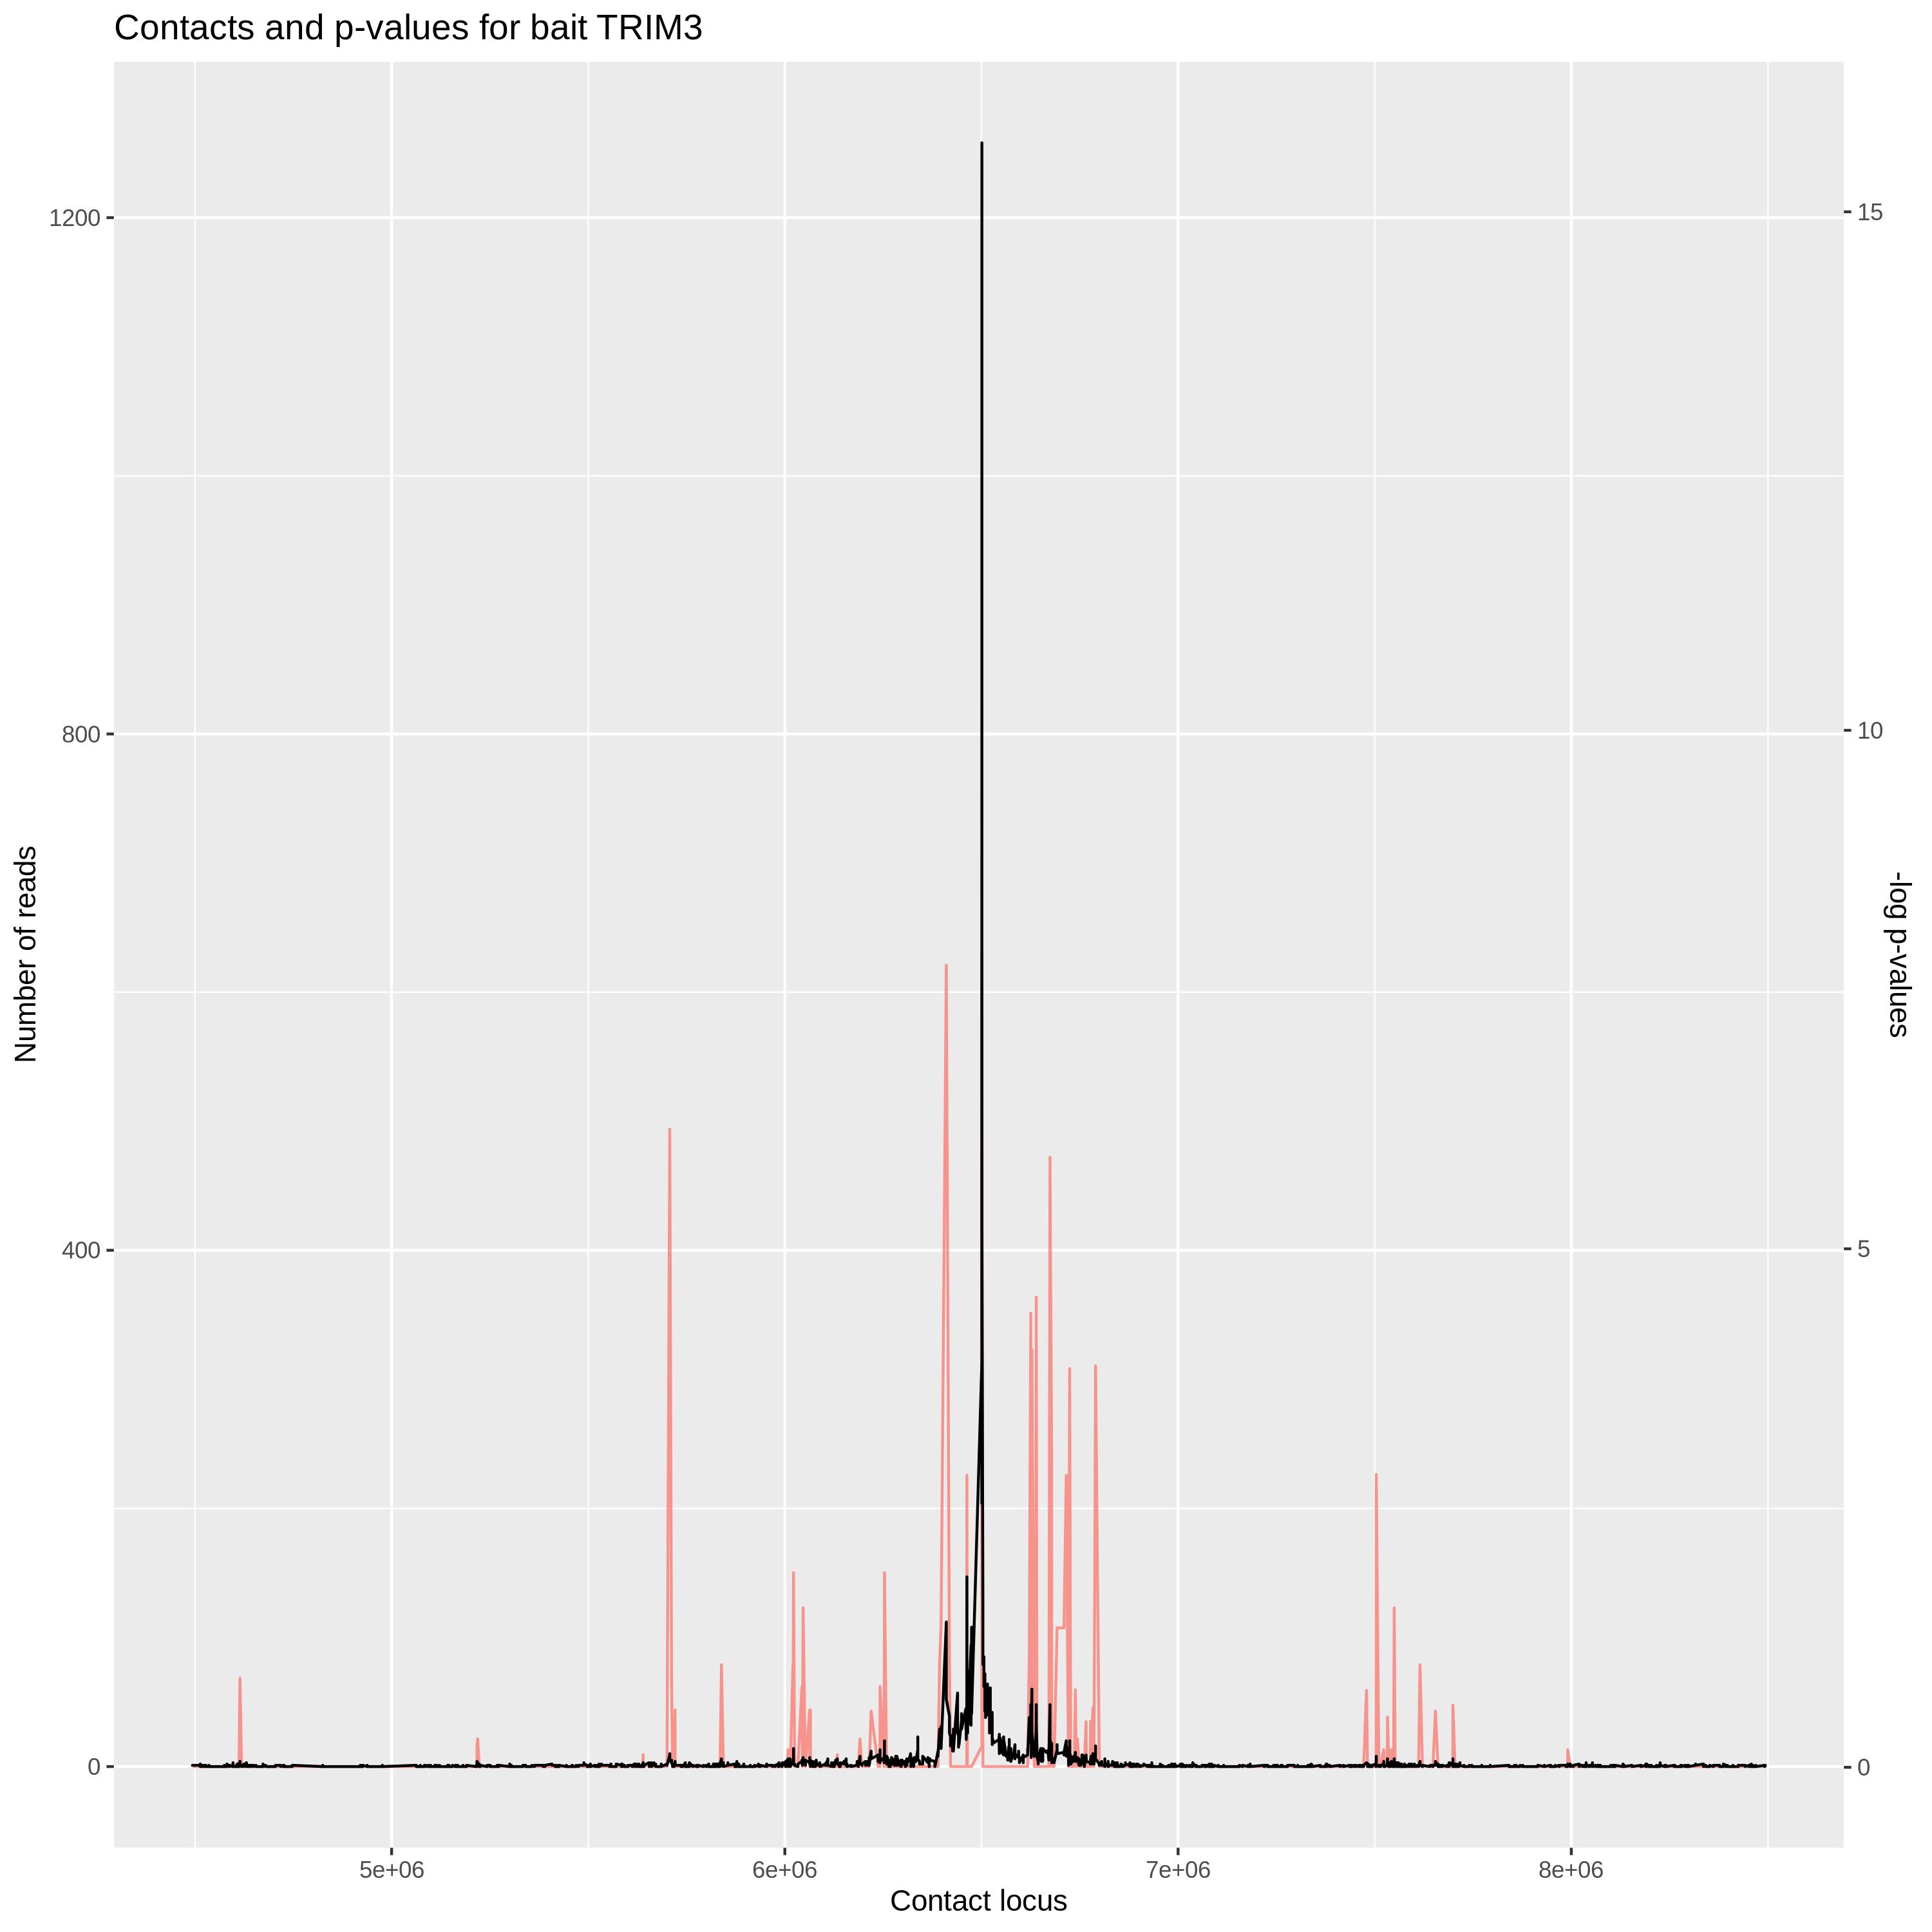 Contacts and p-values for bait TRIM3
1200
800
400
0
15
10
5
0
Number of reads
-log p-values
5e+06
6e+06
7e+06
8e+06
Contact locus